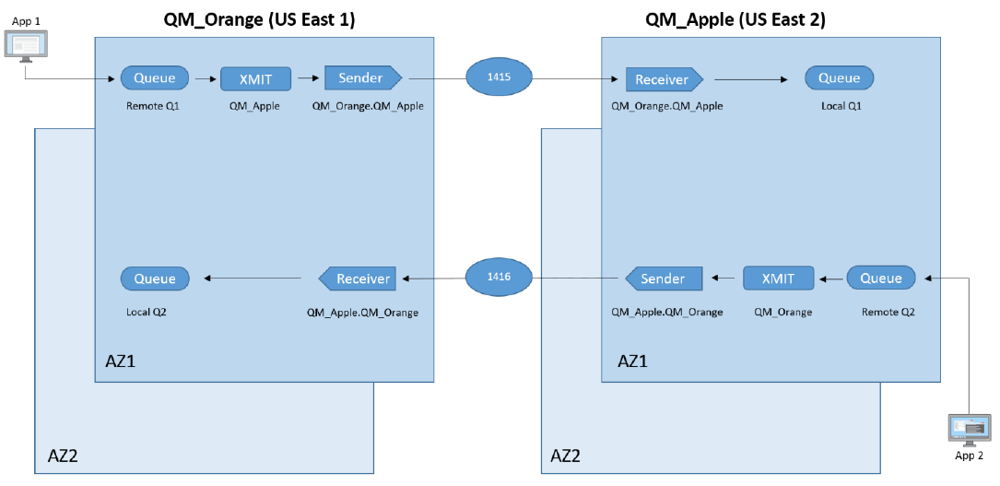 App 1
QM_Orange (US East 1)
QM_Apple (US East 2)
Queue
XMIT
Sender
1415
Receiver
Queue
Remote Q1
QM_Apple
QM_Orange.QM_Apple
QM_Orange.QM_Apple
Local Q1
Queue
Receiver
1416
Sender
XMIT
Queue
Local Q2
QM_Apple.QM_Orange
QM_Apple.QM_Orange
QM_Orange
Remote Q2
AZ1
AZ1
AZ2
AZ2
App 2